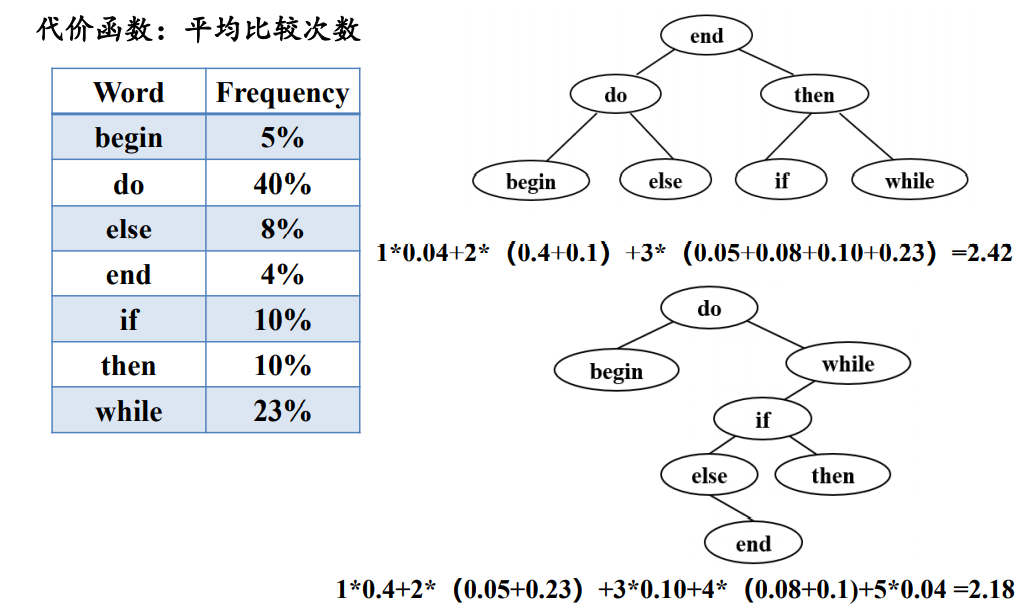 代价函数：平均比较次数
Word Frequency
begin 5%
do 40%
else 8%
end 4%
if 10%
then 10%
while 23%
end
do then
begin else if while
1*0.04+2*（0.4+0.1）+3*（0.05+0.08+0.10+0.23）=2.42
do
begin while
if
else then
end
1*0.4+2*（0.05+0.23）+3*0.10+4*（0.08+0.1)+5*0.04 =2.18